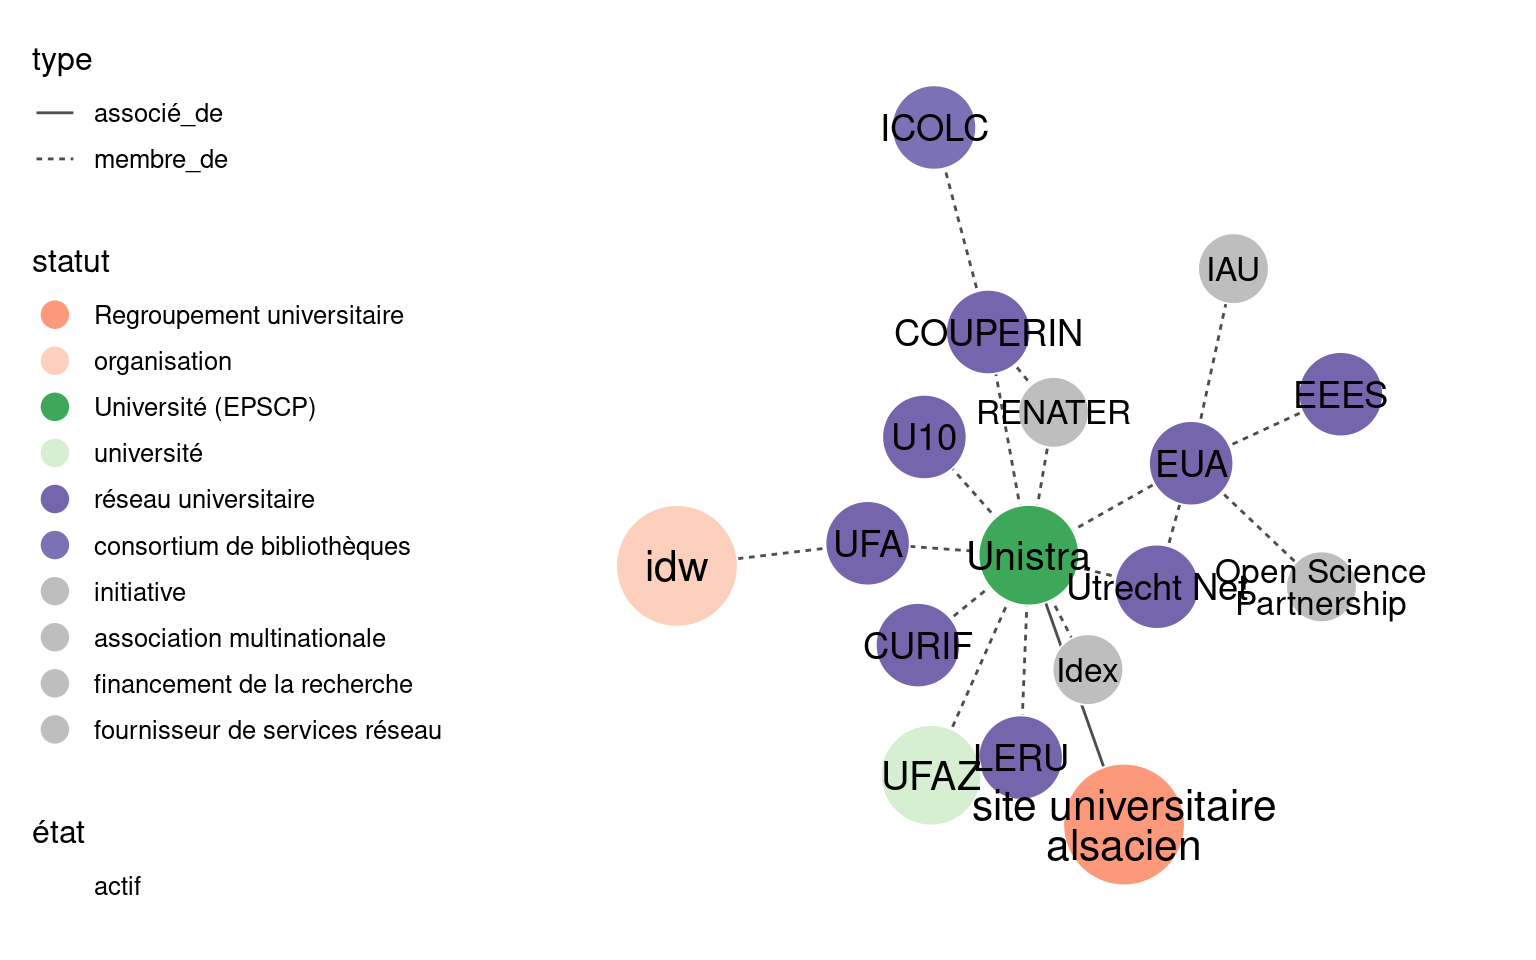 type
associé_de
membre_de
statut
Regroupement universitaire
organisation
Université (EPSCP)
université
réseau universitaire
consortium de bibliothèques
initiative
association multinationale
financement de la recherche
fournisseur de services réseau
état
actif
ICOLC
IAU
COUPERIN
EEES
RENATER
U10
EUA
UFA
Unistra
idw
Utrecht Net
Open Science
Partnership
CURIF
Idex
LERU
UFAZ
site universitaire
alsacien